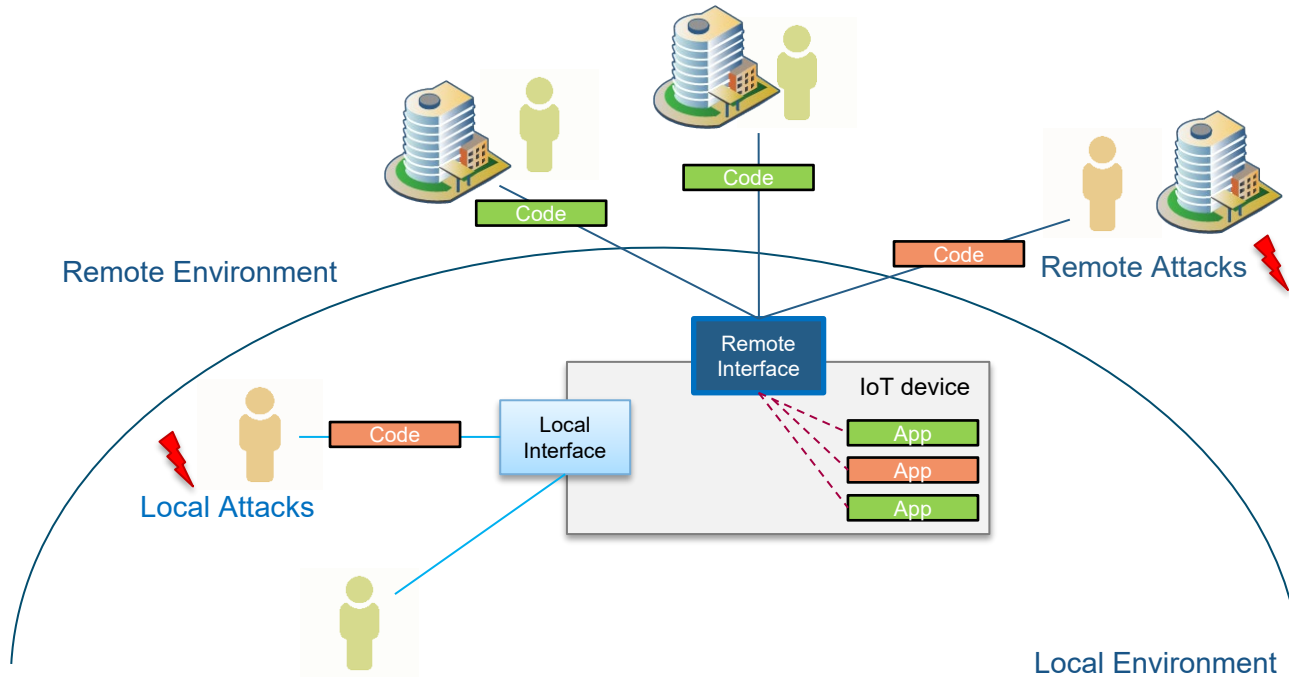 Code
Code
Code
Remote Environment
Remote Attacks
Remote
Interface
IoT device
Code
Local
Interface
App
App
App
Local Attacks
Local Environment